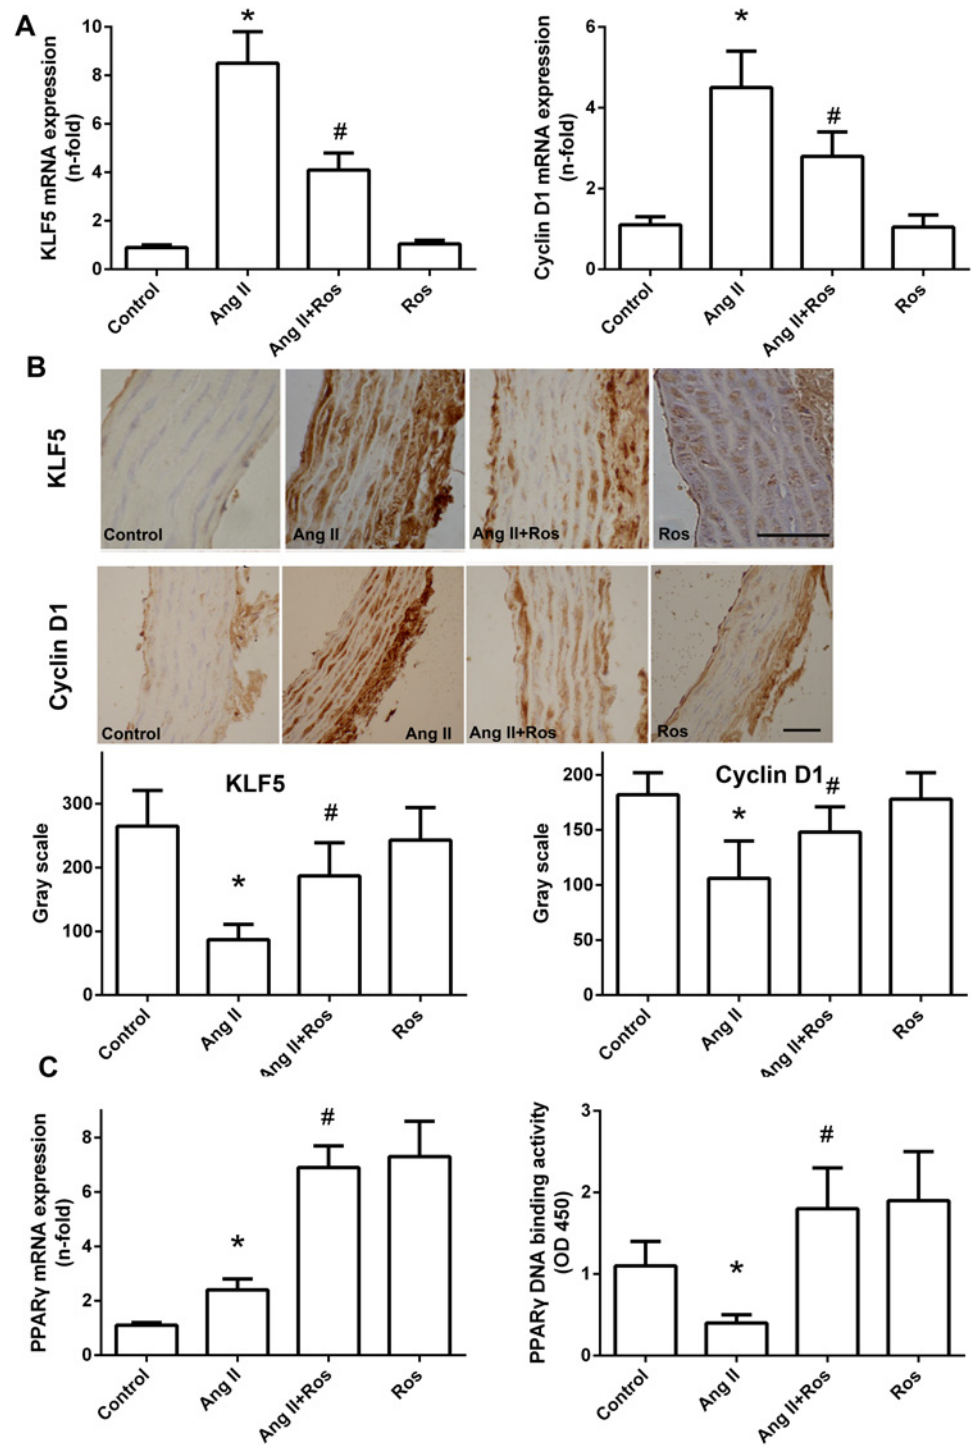 A
KLF5 mRNA expression
(n-fold)
10
8
6
4
2
0
*
#
Control
Ang II
Ang II+Ros
Ros
Cyclin D1 mRNA expression
(n-fold)
6
4
2
0
*
#
Control
Ang II
Ang II+Ros
Ros
B
KLF5
Control
Ang II
Ang II+Ros
Ros
Cyclin D1
Control
Ang II
Ang II+Ros
Ros
KLF5
Gray scale
300
200
100
0
*
#
Control
Ang II
Ang II+Ros
Ros
Cyclin D1
Gray scale
200
150
100
50
0
*
#
Control
Ang II
Ang II+Ros
Ros
C
PPARγ mRNA expression
(n-fold)
8
6
4
2
0
*
#
Control
Ang II
Ang II+Ros
Ros
PPARγ DNA binding activity
(OD 450)
3
2
1
0
*
#
Control
Ang II
Ang II+Ros
Ros